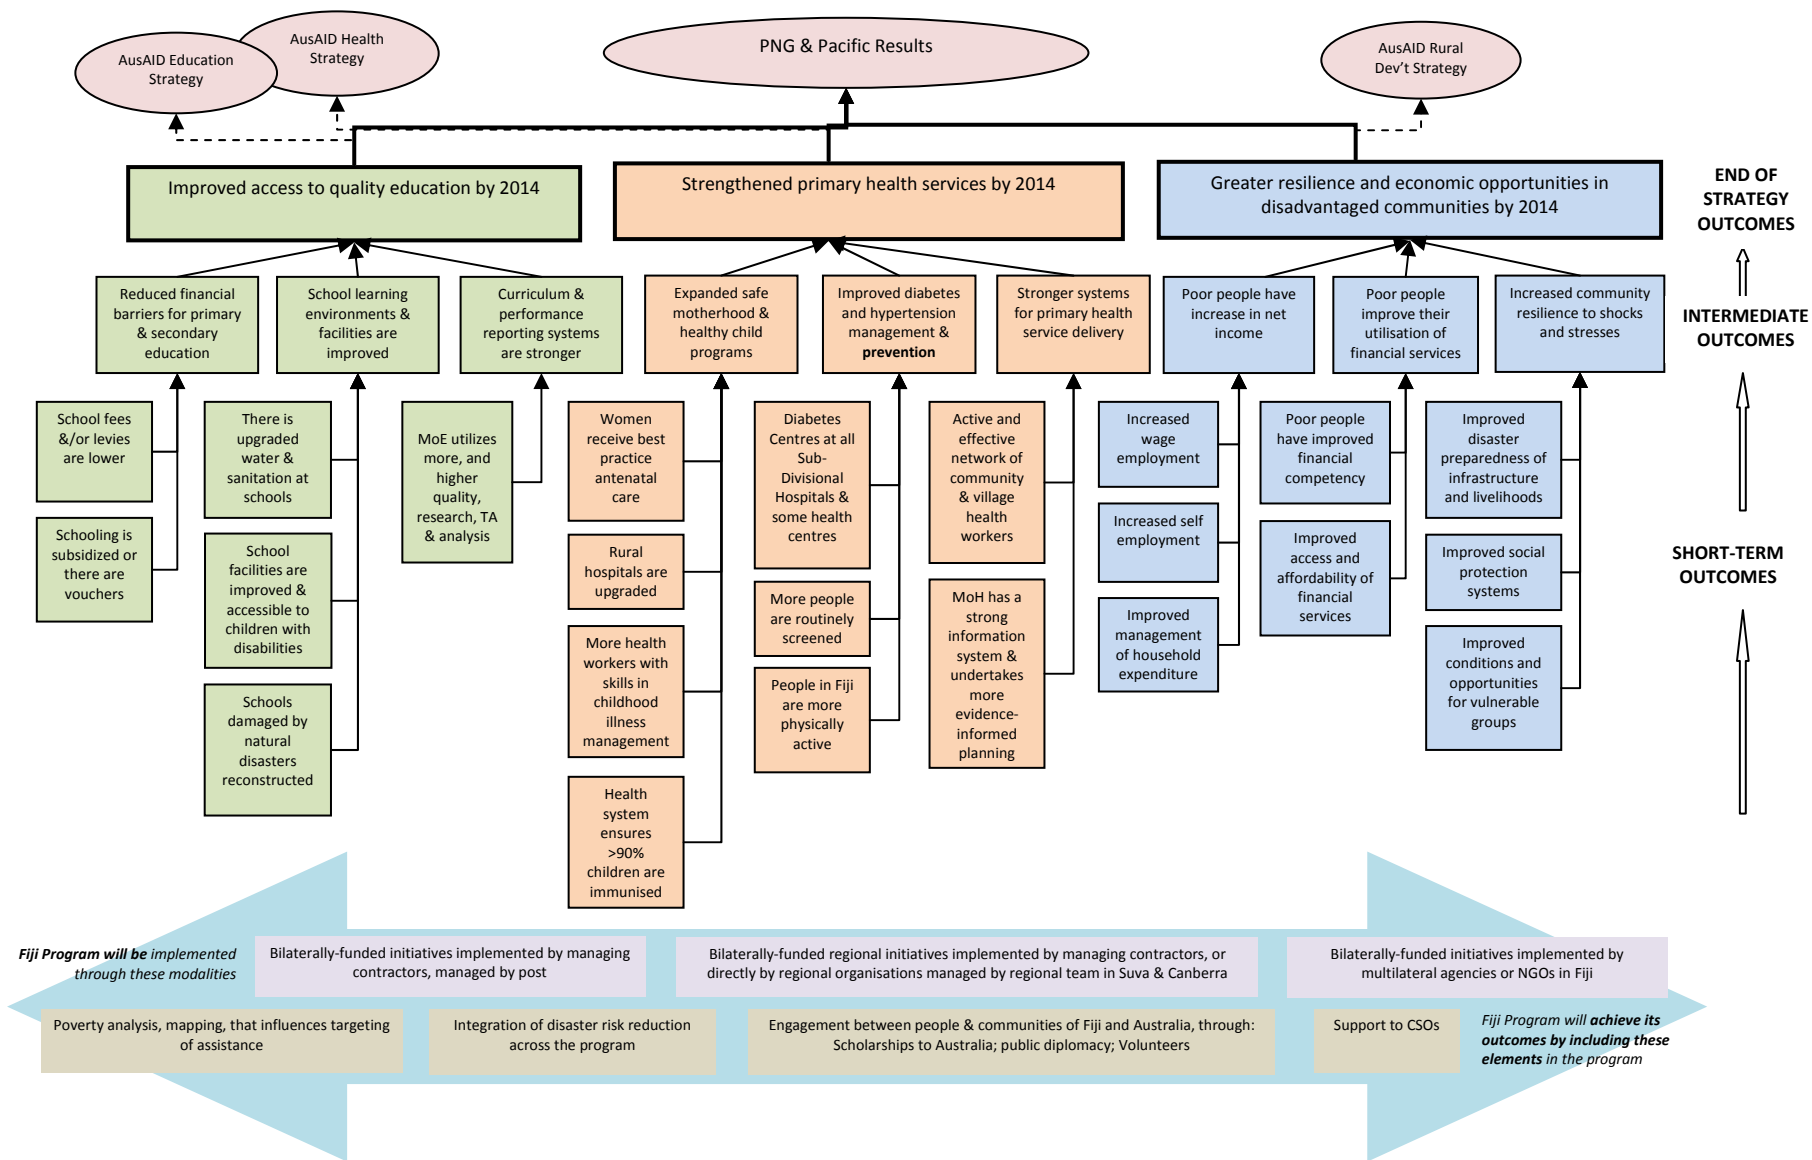 AusAID Education
Strategy
AusAID Health
Strategy
PNG & Pacific Results
AusAID Rural
Dev't Strategy
Improved access to quality education by 2014
Strengthened primary health services by 2014
Greater resilience and economic opportunities in
disadvantaged communities by 2014
END OF
STRATEGY
OUTCOMES
Reduced financial
barriers for primary
& secondary
education
School learning
environments &
facilities are
improved
Curriculum &
performance
reporting systems
are stronger
Expanded safe
motherhood &
healthy child
programs
Improved diabetes
and hypertension
management &
prevention
Stronger systems
for primary health
service delivery
Poor people have
increase in net
income
Poor people
improve their
utilisation of
financial services
Increased community
resilience to shocks
and stresses
INTERMEDIATE
OUTCOMES
School fees
&/or levies
are lower
Schooling is
subsidized or
there are
vouchers
There is
upgraded
water &
sanitation at
schools
School
facilities are
improved &
accessible to
children with
disabilities
Schools
damaged by
natural
disasters
reconstructed
MoE utilizes
more, and
higher
quality,
research, TA
& analysis
Women
receive best
practice
antenatal
care
Rural
hospitals are
upgraded
More health
workers with
skills in
childhood
illness
management
Health
system
ensures
>90%
children are
immunised
Diabetes
Centres at all
Sub-
Divisional
Hospitals &
some health
centres
More people
are routinely
screened
People in Fiji
are more
physically
active
Active and
effective
network of
community
& village
health
workers
MoH has a
strong
information
system &
undertakes
more
evidence-
informed
planning
Increased
wage
employment
Increased self
employment
Improved
management
of household
expenditure
Poor people
have improved
financial
competency
Improved
access and
affordability of
financial
services
Improved
disaster
preparedness of
infrastructure
and livelihoods
Improved social
protection
systems
Improved
conditions and
opportunities
for vulnerable
groups
SHORT-TERM
OUTCOMES
Fiji Program will be implemented
through these modalities
Bilaterally-funded initiatives implemented by managing
contractors, managed by post
Bilaterally-funded regional initiatives implemented by managing contractors, or
directly by regional organisations managed by regional team in Suva & Canberra
Bilaterally-funded initiatives implemented by
multilateral agencies or NGOs in Fiji
Poverty analysis, mapping, that influences targeting
of assistance
Integration of disaster risk reduction
across the program
Engagement between people & communities of Fiji and Australia, through:
Scholarships to Australia; public diplomacy; Volunteers
Support to CSOs
Fiji Program will achieve its
outcomes by including these
elements in the program